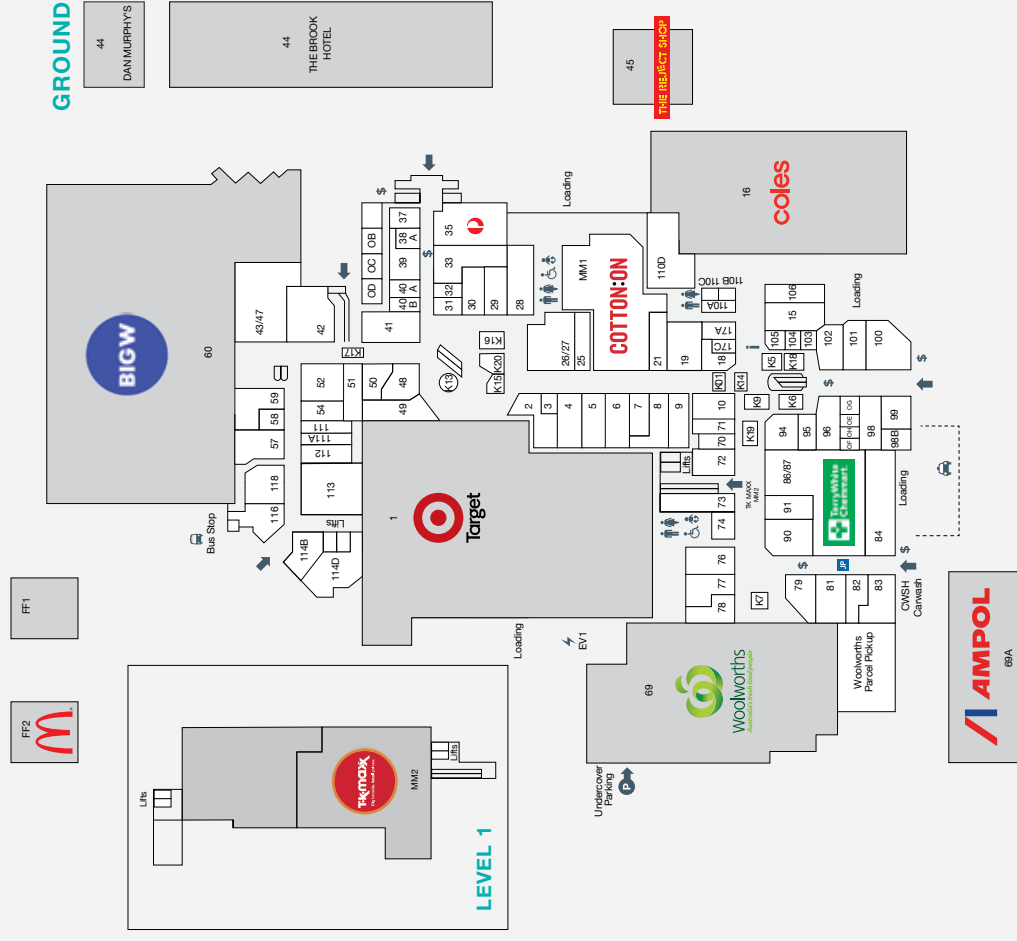 GROUND
44
DAN MURPHY'S
44
THE BROOK
HOTEL
45
THE REJECT SHOP
BIGW
60
43/47
42
K17
OB
OC
OD
37
38
A
39
40
A
40
B
41
$
$
35
33
31
32
30
29
28
Loading
MM1
COTTON:ON
110D
16
coles
26/27
25
21
19
17A
17C
18
110A
110B
110C
106
15
105
104
103
102
101
100
Loading
i
K5
K18
K13
K16
K15
K20
KO1
K14
K9
K6
K19
$
$
52
51
50
48
49
54
59
58
57
111
111A
112
113
118
116
Bus Stop
Lifts
114B
114D
2
3
4
5
6
7
8
9
10
71
70
72
Lifts
73
TK MAXX
MM2
74
76
77
78
K7
1
Target
94
95
96
OF
OH
OE
OG
98
99
98B
86/87
91
90
TerryWhite
Chemmart.
84
Loading
$
JP
$
79
81
82
83
CWSH
Carwash
FF1
FF2
Loading
EV1
69
Woolworths
Australia's fresh food people
Woolworths
Parcel Pickup
Undercover
Parking
P
AMPOL
69A
Lifts
TK-maxx
MM2
Lifts
LEVEL 1